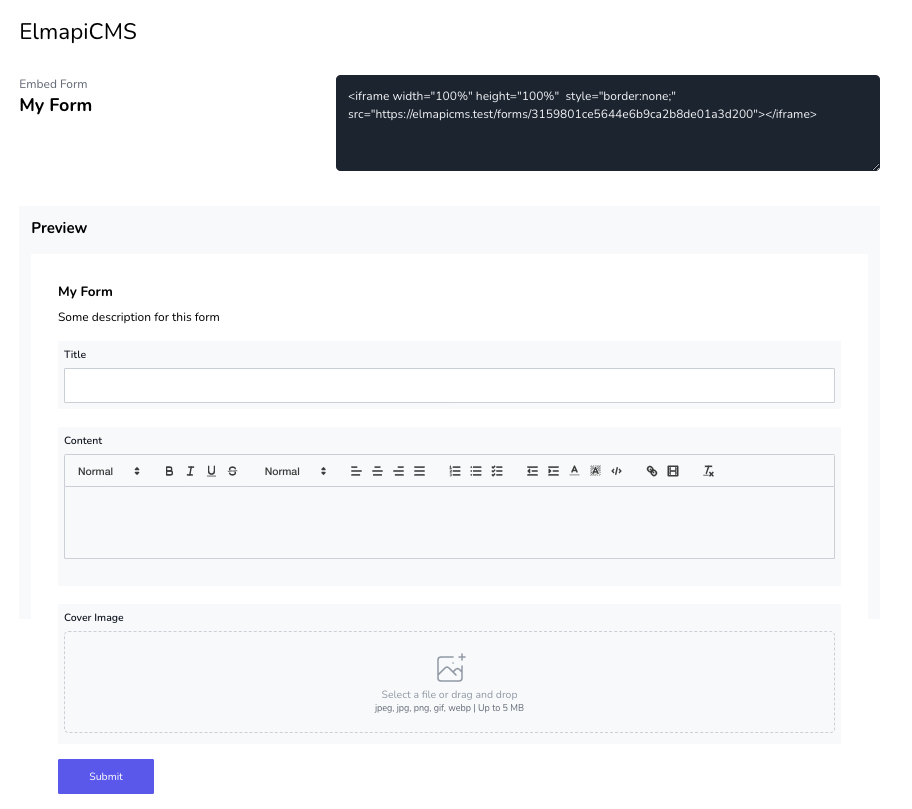 ElmapiCMS
Embed Form
My Form
<iframe width="100%" height="100%"  style="border:none;"
src="https://elmapicms.test/forms/3159801ce5644e6b9ca2b8de01a3d200"></iframe>
Preview
My Form
Some description for this form
Title
Content
Normal B I U S Normal
Cover Image
Select a file or drag and drop
jpeg, jpg, png, gif, webp | Up to 5 MB
Submit